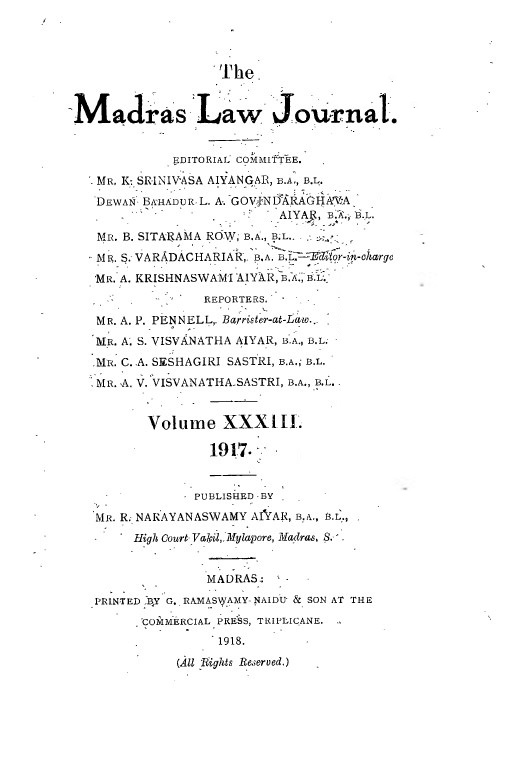 The
Madras Law Journal.
EDITORIAL COMMITTEE.
MR. K. SRINIVASA AIYANGAR, B.A., B.L.
DEWAN BAHADUR L. A. GOVINDARAGHAVA
AIYAR, B.A., B.L.
MR. B. SITARAMA ROW, B.A., B.L.
MR. S. VARADACHARIAR, B.A. B.L.—Editor-in-charge
MR. A. KRISHNASWAMI AIYAR, B.A., B.L.
REPORTERS.
MR. A. P. PENNELL, Barrister-at-Law.
MR. A. S. VISVANATHA AIYAR, B.A., B.L.
MR. C. A. SESHAGIRI SASTRI, B.A., B.L.
MR. A. V. VISVANATHA SASTRI, B.A., B.L.
Volume XXXIII.
1917.
PUBLISHED BY
MR. R. NARAYANASWAMY AIYAR, B.A., B.L.,
High Court Vakil, Mylapore, Madras, S.
MADRAS:
PRINTED BY G. RAMASWAMY NAIDU & SON AT THE
COMMERCIAL PRESS, TRIPLICANE.
1918.
(All Rights Reserved.)